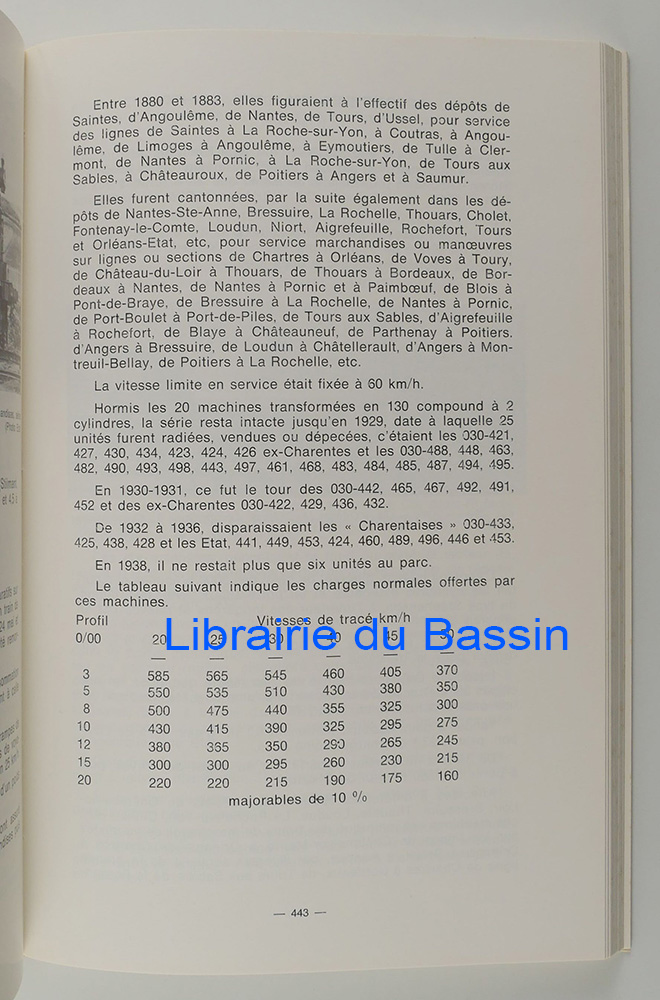 Entre 1880 et 1883, elles figuraient à l'effectif des dépôts de
Saintes, d'Angoulême, de Nantes, de Tours, d'Ussel, pour service
des lignes de Saintes à La Roche-sur-Yon, à Coutras, à Angou-
lême, de Limoges à Angoulême, à Eymoutiers, de Tulle à Cler-
mont, de Nantes à Pornic, à La Roche-sur-Yon, de Tours aux
Sables, à Châteauroux, de Poitiers à Angers et à Saumur.
Elles furent cantonnées, par la suite également dans les dé-
pôts de Nantes-Ste-Anne, Bressuire, La Rochelle, Thouars, Cholet,
Fontenay-le-Comte, Loudun, Niort, Aigrefeuille, Rochefort, Tours
et Orléans-Etat, etc, pour service marchandises ou manœuvres
sur lignes ou sections de Chartres à Orléans, de Voves à Toury,
de Château-du-Loir à Thouars, de Thouars à Bordeaux, de Bor-
deaux à Nantes, de Nantes à Pornic et à Paimbœuf, de Blois à
Pont-de-Braye, de Bressuire à La Rochelle, de Nantes à Pornic,
de Port-Boulet à Port-de-Piles, de Tours aux Sables, d'Aigrefeuille
à Rochefort, de Blaye à Châteauneuf, de Parthenay à Poitiers.
d'Angers à Bressuire, de Loudun à Châtellerault, d'Angers à Mon-
treuil-Bellay, de Poitiers à La Rochelle, etc.
La vitesse limite en service était fixée à 60 km/h.
Hormis les 20 machines transformées en 130 compound à 2
cylindres, la série resta intacte jusqu'en 1929, date à laquelle 25
unités furent radiées, vendues ou dépecées, c'étaient les 030-421,
427, 430, 434, 423, 424, 426 ex-Charentes et les 030-488, 448, 463,
482, 490, 493, 498, 443, 497, 461, 468, 483, 484, 485, 487, 494, 495.
En 1930-1931, ce fut le tour des 030-442, 465, 467, 492, 491,
452 et des ex-Charentes 030-422, 429, 436, 432.
De 1932 à 1936, disparaissaient les « Charentaises » 030-433,
425, 438, 428 et les Etat, 441, 449, 453, 424, 460, 489, 496, 446 et 453.
En 1938, il ne restait plus que six unités au parc.
Le tableau suivant indique les charges normales offertes par
ces machines.
Profil Vitesses de tracé km/h
0/00 20 25 30 40 45 50
Librairie du Bassin
3 585 565 545 460 405 370
5 550 535 510 430 380 350
8 500 475 440 355 325 300
10 430 415 390 325 295 275
12 380 365 350 290 265 245
15 300 300 295 260 230 215
20 220 220 215 190 175 160
majorables de 10 %
— 443 —